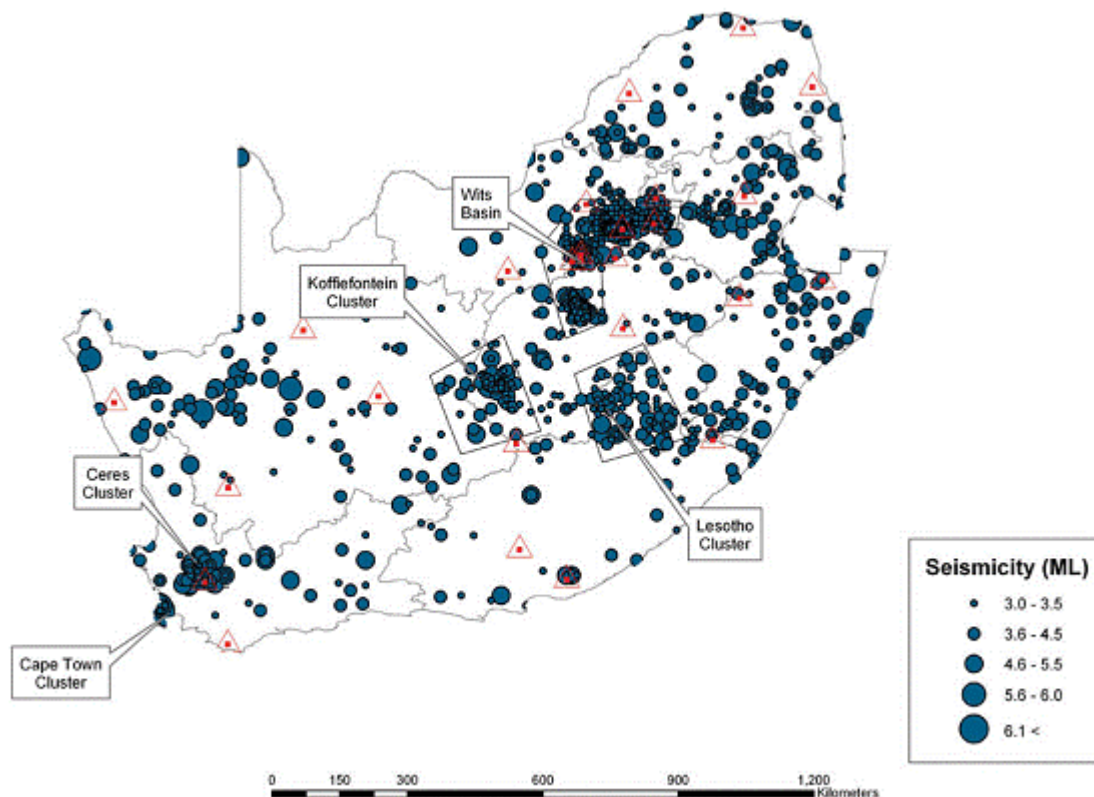 Wits
Basin
Koffiefontein
Cluster
Ceres
Cluster
Lesotho
Cluster
Cape Town
Cluster
Seismicity (ML)
3.0 - 3.5
3.6 - 4.5
4.6 - 5.5
5.6 - 6.0
6.1 <
0 150 300 600 900 1,200
Kilometers